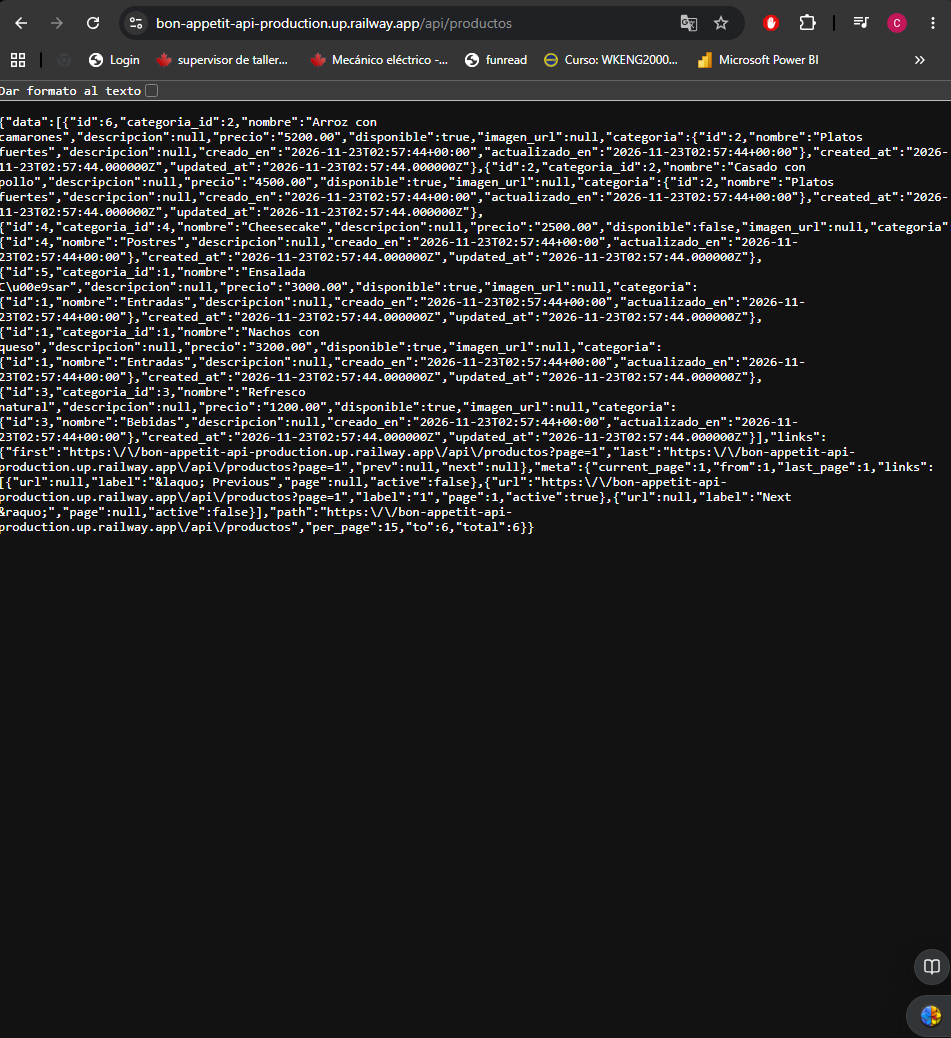 bon-appetit-api-production.up.railway.app/api/productos
C
Login
supervisor de taller...
Mecánico eléctrico -...
funread
Curso: WKENG2000...
Microsoft Power BI
Dar formato al texto
{"data":[{"id":6,"categoria_id":2,"nombre":"Arroz con
camarones","descripcion":null,"precio":"5200.00","disponible":true,"imagen_url":null,"categoria":{"id":2,"nombre":"Platos
fuertes","descripcion":null,"creado_en":"2026-11-23T02:57:44+00:00","actualizado_en":"2026-11-23T02:57:44+00:00"},"created_at":"2026-
11-23T02:57:44.000000Z","updated_at":"2026-11-23T02:57:44.000000Z"},{"id":2,"categoria_id":2,"nombre":"Casado con
pollo","descripcion":null,"precio":"4500.00","disponible":true,"imagen_url":null,"categoria":{"id":2,"nombre":"Platos
fuertes","descripcion":null,"creado_en":"2026-11-23T02:57:44+00:00","actualizado_en":"2026-11-23T02:57:44+00:00"},"created_at":"2026-
11-23T02:57:44.000000Z","updated_at":"2026-11-23T02:57:44.000000Z"},
{"id":4,"categoria_id":4,"nombre":"Cheesecake","descripcion":null,"precio":"2500.00","disponible":false,"imagen_url":null,"categoria"
{"id":4,"nombre":"Postres","descripcion":null,"creado_en":"2026-11-23T02:57:44+00:00","actualizado_en":"2026-11-
23T02:57:44+00:00"},"created_at":"2026-11-23T02:57:44.000000Z","updated_at":"2026-11-23T02:57:44.000000Z"},
{"id":5,"categoria_id":1,"nombre":"Ensalada
C\u00e9sar","descripcion":null,"precio":"3000.00","disponible":true,"imagen_url":null,"categoria":
{"id":1,"nombre":"Entradas","descripcion":null,"creado_en":"2026-11-23T02:57:44+00:00","actualizado_en":"2026-11-
23T02:57:44+00:00"},"created_at":"2026-11-23T02:57:44.000000Z","updated_at":"2026-11-23T02:57:44.000000Z"},
{"id":1,"categoria_id":1,"nombre":"Nachos con
queso","descripcion":null,"precio":"3200.00","disponible":true,"imagen_url":null,"categoria":
{"id":1,"nombre":"Entradas","descripcion":null,"creado_en":"2026-11-23T02:57:44+00:00","actualizado_en":"2026-11-
23T02:57:44+00:00"},"created_at":"2026-11-23T02:57:44.000000Z","updated_at":"2026-11-23T02:57:44.000000Z"},
{"id":3,"categoria_id":3,"nombre":"Refresco
natural","descripcion":null,"precio":"1200.00","disponible":true,"imagen_url":null,"categoria":
{"id":3,"nombre":"Bebidas","descripcion":null,"creado_en":"2026-11-23T02:57:44+00:00","actualizado_en":"2026-11-
23T02:57:44+00:00"},"created_at":"2026-11-23T02:57:44.000000Z","updated_at":"2026-11-23T02:57:44.000000Z"}],"links":
{"first":"https:\/\/bon-appetit-api-production.up.railway.app\/api\/productos?page=1","last":"https:\/\/bon-appetit-api-
production.up.railway.app\/api\/productos?page=1","prev":null,"next":null},"meta":{"current_page":1,"from":1,"last_page":1,"links":
[{"url":null,"label":"&laquo; Previous","page":null,"active":false},{"url":"https:\/\/bon-appetit-api-
production.up.railway.app\/api\/productos?page=1","label":"1","page":1,"active":true},{"url":null,"label":"Next
&raquo;","page":null,"active":false}],"path":"https:\/\/bon-appetit-api-
production.up.railway.app\/api\/productos","per_page":15,"to":6,"total":6}}